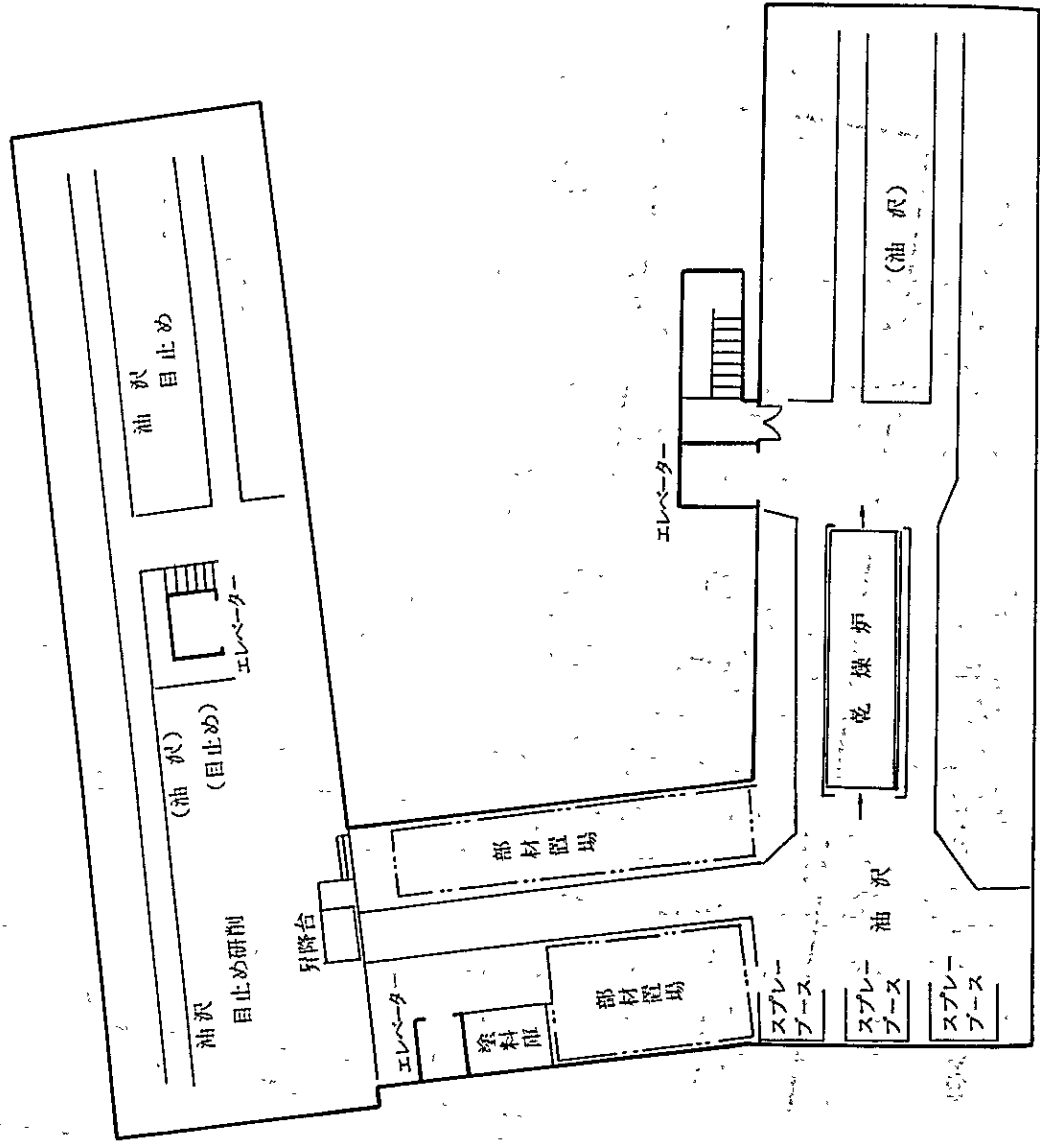 油沢
目止め
エレベーター
(油沢)
(目止め)
油沢
目止め研削
昇降台
エレベーター
塗料庫
部材置場
部材置場
エレベーター
(油沢)
乾燥炉
油沢
スプレー
ブース
スプレー
ブース
スプレー
ブース